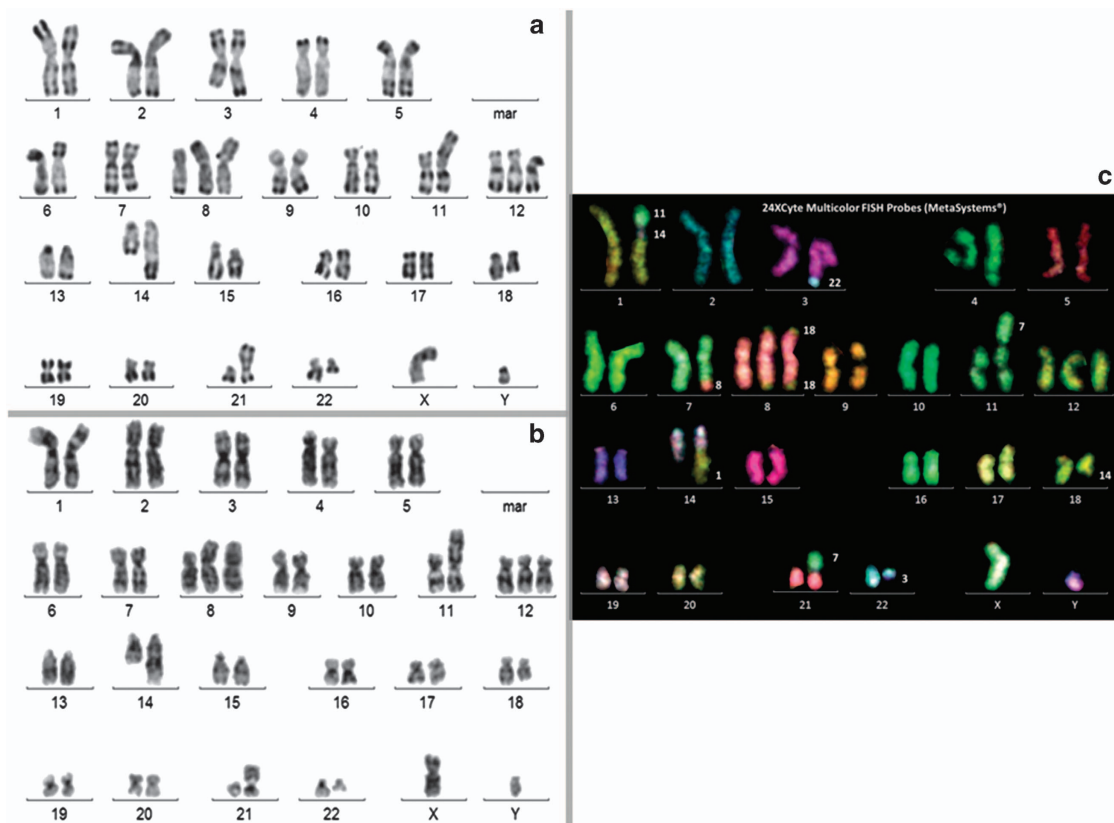 a
1 2 3 4 5 mar
6 7 8 9 10 11 12
13 14 15 16 17 18
19 20 21 22 X Y
b
1 2 3 4 5 mar
6 7 8 9 10 11 12
13 14 15 16 17 18
19 20 21 22 X Y
c
24XCyte Multicolor FISH Probes (MetaSystems®)
11
14
22
1 2 3 4 5
18
7
8
18
6 7 8 9 10 11 12
1
14
13 14 15 16 17 18
7
3
19 20 21 22 X Y